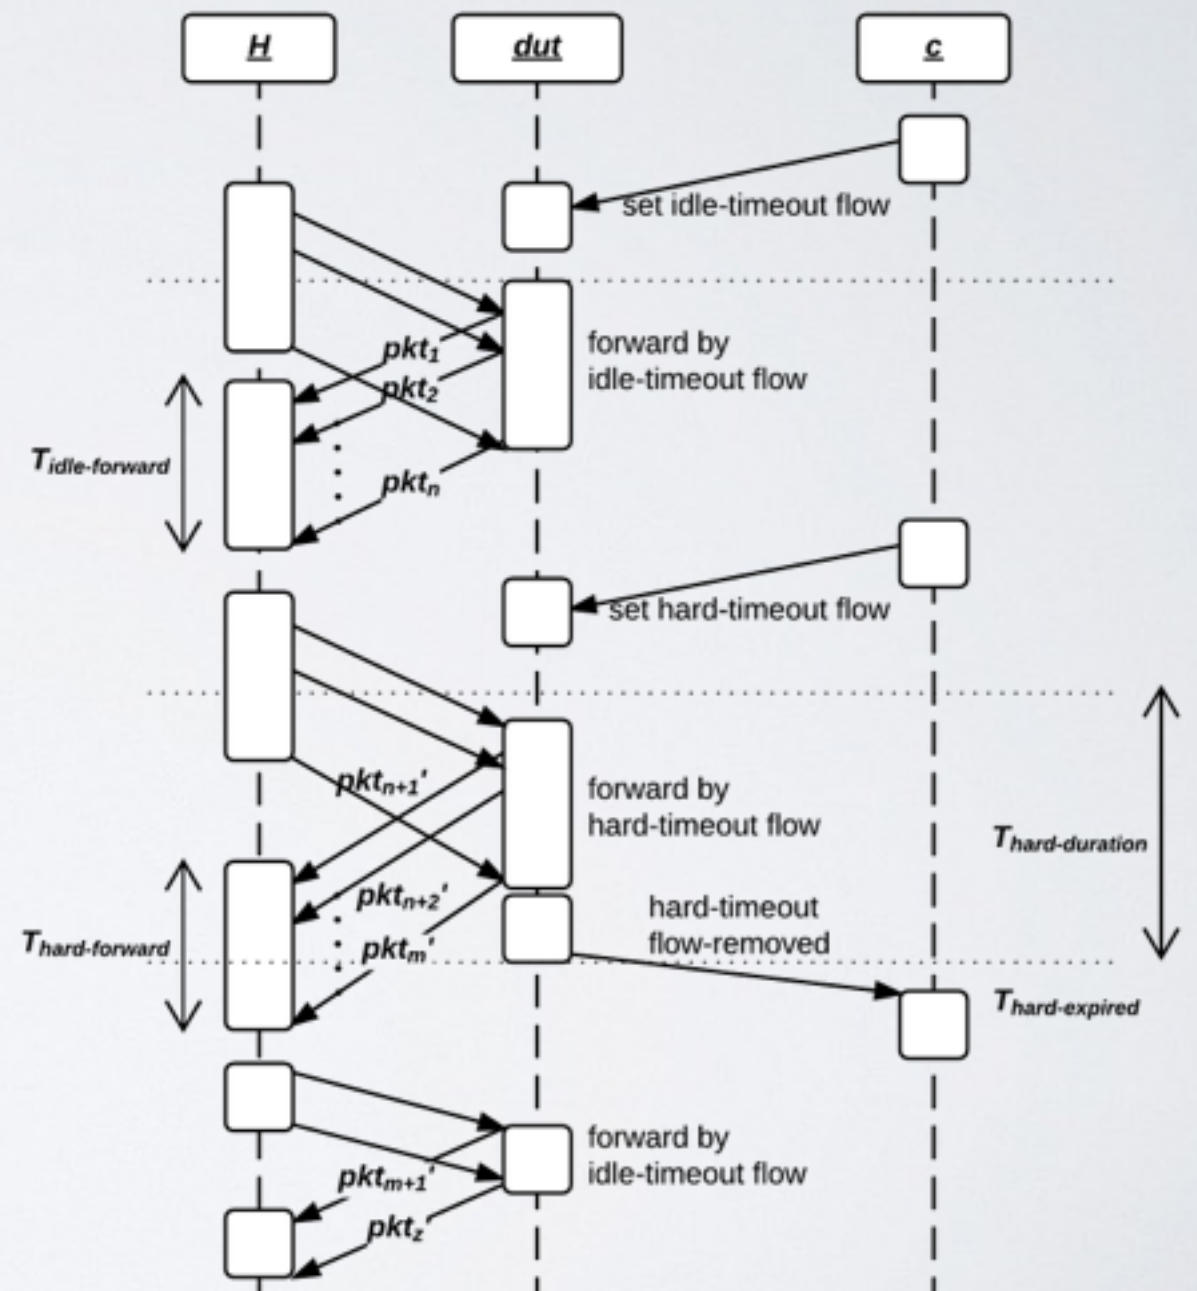 H
dut
c
set idle-timeout flow
pkt1
forward by
idle-timeout flow
pkt2
Tidle-forward
pktn
set hard-timeout flow
pktn+1'
forward by
hard-timeout flow
Thard-duration
pktn+2'
hard-timeout
flow-removed
Thard-forward
pktm'
Thard-expired
forward by
idle-timeout flow
pktm+1'
pktz'